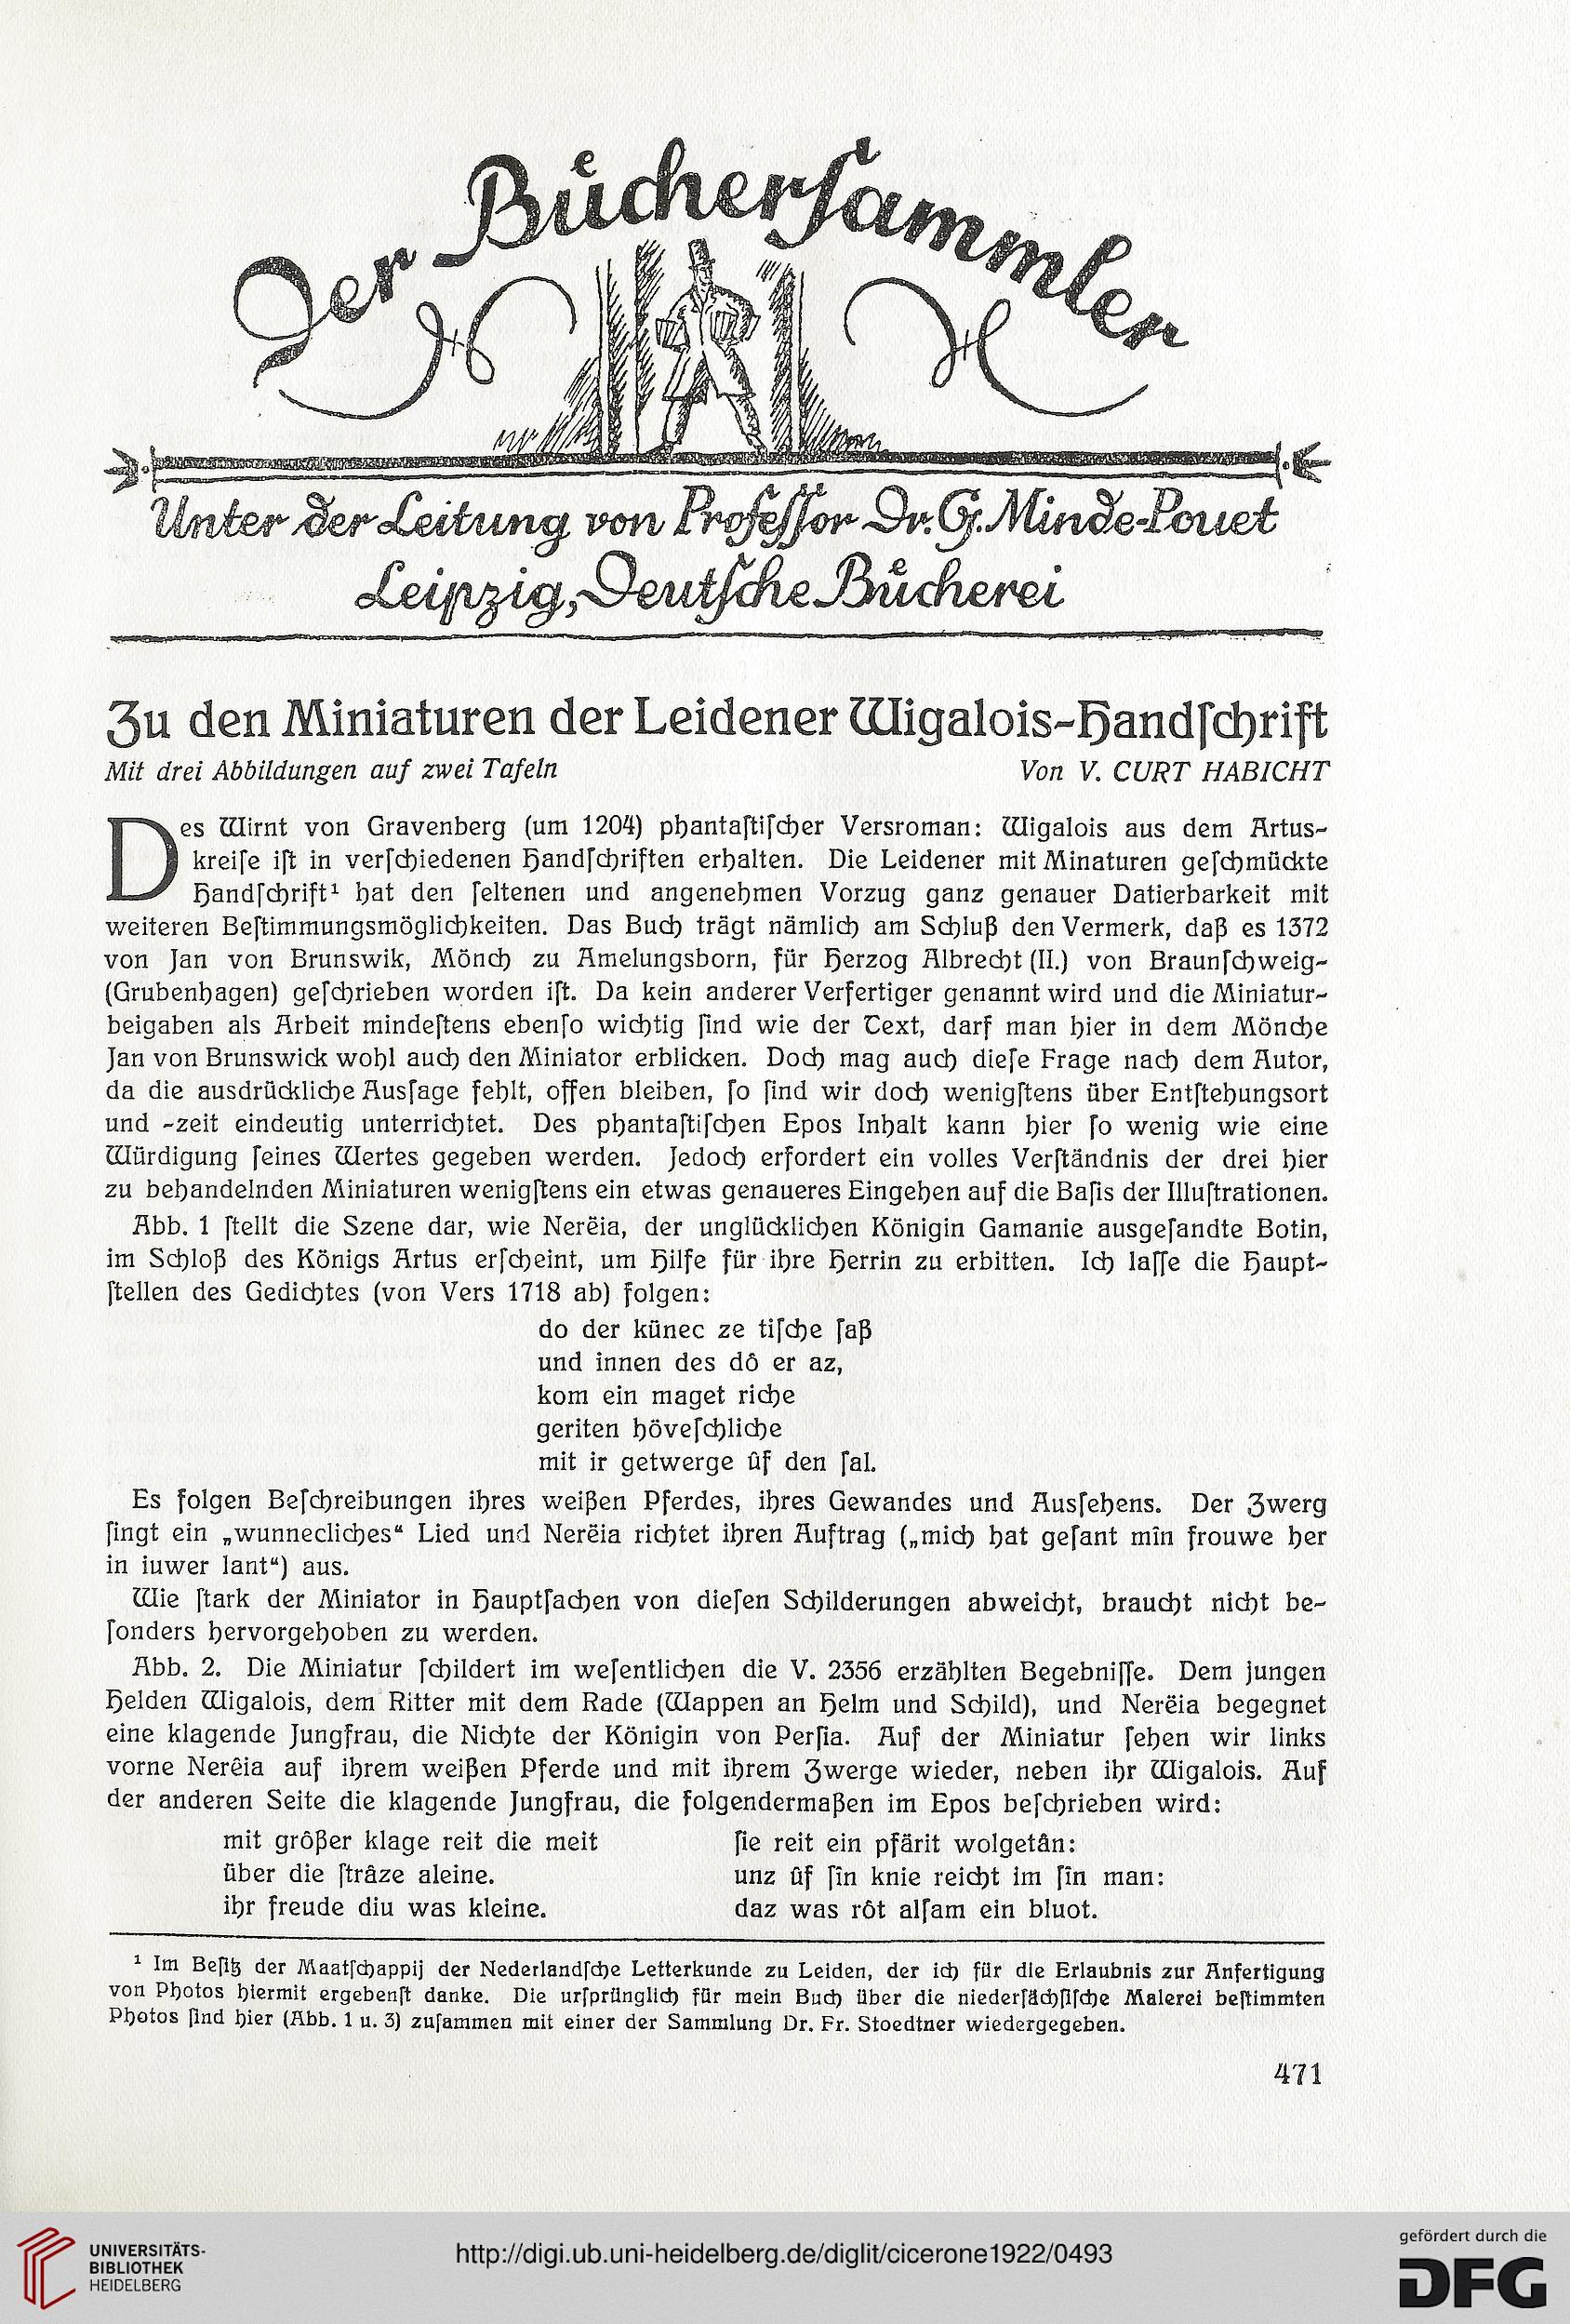 Der Büchersammler
Unter der Leitung von Professor Dr. G. Minde-Pouet
Leipzig, Deutsche Bücherei
Zu den Miniaturen der Leidener Wigalois-Handſchrift
Mit drei Abbildungen auf zwei Tafeln Von V. CURT HABICHT
Des Wirnt von Gravenberg (um 1204) phantaſtiſcher Versroman: Wigalois aus dem Artus-
kreiſe iſt in verſchiedenen Handſchriften erhalten. Die Leidener mit Minaturen geſchmückte
Handſchrift¹ hat den ſeltenen und angenehmen Vorzug ganz genauer Datierbarkeit mit
weiteren Beſtimmungsmöglichkeiten. Das Buch trägt nämlich am Schluß den Vermerk, daß es 1372
von Jan von Brunswik, Mönch zu Amelungsborn, für Herzog Albrecht (II.) von Braunſchweig-
(Grubenhagen) geſchrieben worden iſt. Da kein anderer Verfertiger genannt wird und die Miniatur-
beigaben als Arbeit mindeſtens ebenſo wichtig ſind wie der Text, darf man hier in dem Mönche
Jan von Brunswick wohl auch den Miniator erblicken. Doch mag auch dieſe Frage nach dem Autor,
da die ausdrückliche Ausſage fehlt, offen bleiben, ſo ſind wir doch wenigſtens über Entſtehungsort
und -zeit eindeutig unterrichtet. Des phantaſtiſchen Epos Inhalt kann hier ſo wenig wie eine
Würdigung ſeines Wertes gegeben werden. Jedoch erfordert ein volles Verſtändnis der drei hier
zu behandelnden Miniaturen wenigſtens ein etwas genaueres Eingehen auf die Baſis der Illuſtrationen.
Abb. 1 ſtellt die Szene dar, wie Nerëia, der unglücklichen Königin Gamanie ausgeſandte Botin,
im Schloß des Königs Artus erſcheint, um Hilfe für ihre Herrin zu erbitten. Ich laſſe die Haupt-
ſtellen des Gedichtes (von Vers 1718 ab) folgen:
do der künec ze tiſche ſaß
und innen des dô er az,
kom ein maget riche
geriten höveſchliche
mit ir getwerge ûf den ſal.
Es folgen Beſchreibungen ihres weißen Pferdes, ihres Gewandes und Ausſehens. Der Zwerg
ſingt ein „wunnecliches“ Lied und Nerëia richtet ihren Auftrag („mich hat geſant mîn frouwe her
in iuwer lant“) aus.
Wie ſtark der Miniator in Hauptſachen von dieſen Schilderungen abweicht, braucht nicht be-
ſonders hervorgehoben zu werden.
Abb. 2. Die Miniatur ſchildert im weſentlichen die V. 2356 erzählten Begebniſſe. Dem jungen
Helden Wigalois, dem Ritter mit dem Rade (Wappen an Helm und Schild), und Nerëia begegnet
eine klagende Jungfrau, die Nichte der Königin von Perſia. Auf der Miniatur ſehen wir links
vorne Nerêia auf ihrem weißen Pferde und mit ihrem Zwerge wieder, neben ihr Wigalois. Auf
der anderen Seite die klagende Jungfrau, die folgendermaßen im Epos beſchrieben wird:
mit grôßer klage reit die meit
über die ſtrâze aleine.
ihr freude diu was kleine.
ſie reit ein pfärit wolgetân:
unz ûf ſîn knie reicht im ſîn man:
daz was rôt alſam ein bluot.
¹ Im Beſitz der Maatſchappij der Nederlandſche Letterkunde zu Leiden, der ich für die Erlaubnis zur Anfertigung
von Photos hiermit ergebenſt danke. Die urſprünglich für mein Buch über die niederſächſiſche Malerei beſtimmten
Photos ſind hier (Abb. 1 u. 3) zuſammen mit einer der Sammlung Dr. Fr. Stoedtner wiedergegeben.
471
UNIVERSITÄTS-
BIBLIOTHEK
HEIDELBERG
http://digi.ub.uni-heidelberg.de/diglit/cicerone1922/0493
gefördert durch die
DFG